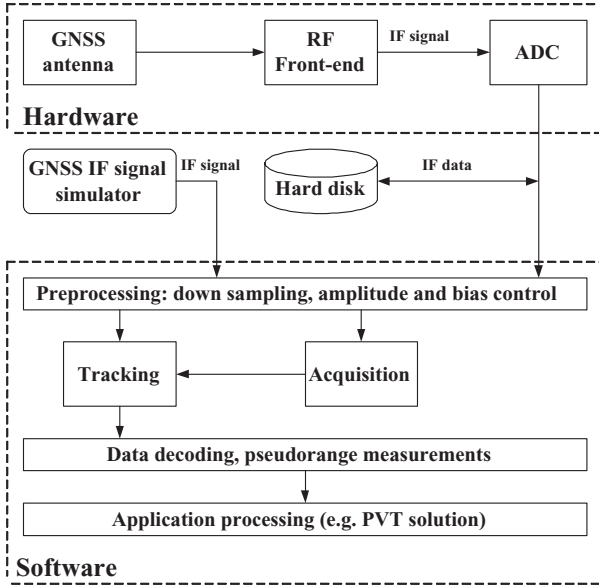 GNSS
antenna
RF
Front-end
IF signal
ADC
Hardware
GNSS IF signal
simulator
IF signal
Hard disk
IF data
Preprocessing: down sampling, amplitude and bias control
Tracking
Acquisition
Data decoding, pseudorange measurements
Application processing (e.g. PVT solution)
Software